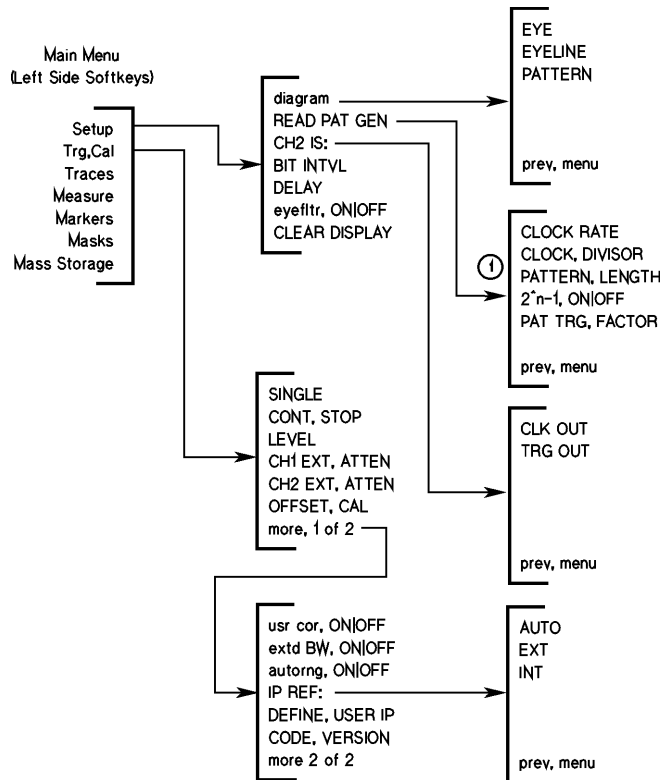 Main Menu
(Left Side Softkeys)
Setup
Trg,Cal
Traces
Measure
Markers
Masks
Mass Storage
diagram
READ PAT GEN
CH2 IS:
BIT INTVL
DELAY
eyefltr, ON|OFF
CLEAR DISPLAY
EYE
EYELINE
PATTERN
prev, menu
1
CLOCK RATE
CLOCK, DIVISOR
PATTERN, LENGTH
2^n-1, ON|OFF
PAT TRG, FACTOR
prev, menu
SINGLE
CONT, STOP
LEVEL
CH1 EXT, ATTEN
CH2 EXT, ATTEN
OFFSET, CAL
more, 1 of 2
CLK OUT
TRG OUT
prev, menu
usr cor, ON|OFF
extd BW, ON|OFF
autorng, ON|OFF
IP REF:
DEFINE, USER IP
CODE, VERSION
more 2 of 2
AUTO
EXT
INT
prev, menu